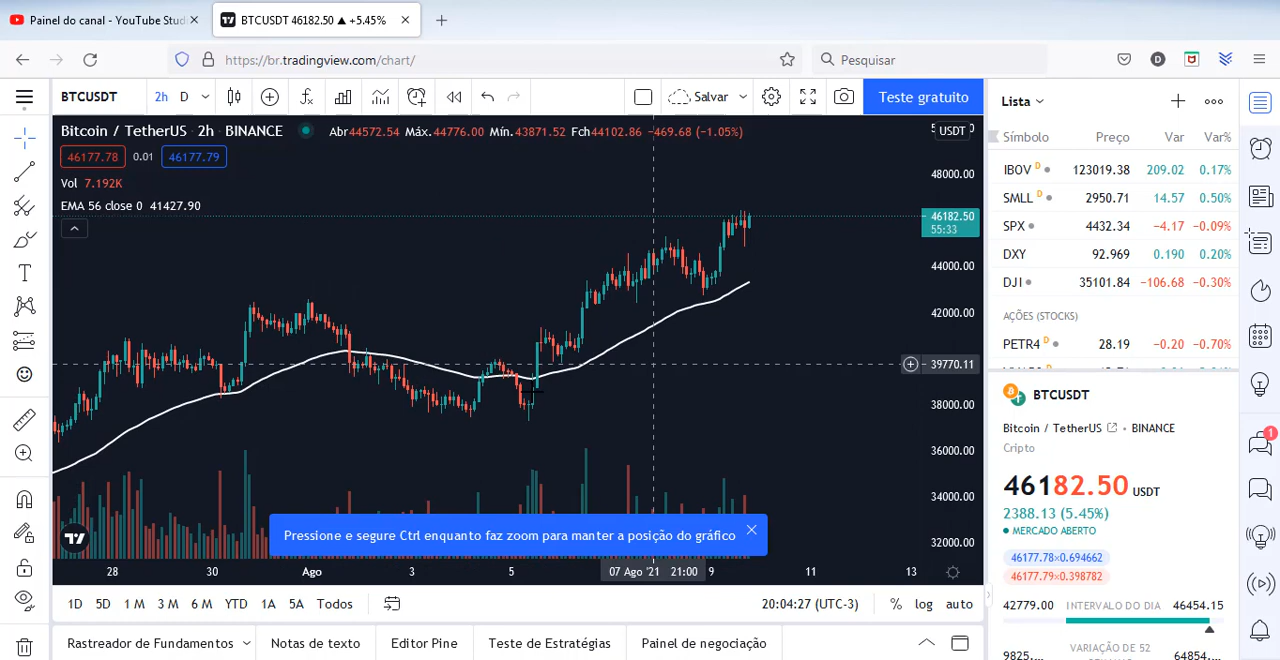 Painel do canal - YouTube Stud
BTCUSDT 46182.50 ▲ +5.45%
https://br.tradingview.com/chart/
Pesquisar
BTCUSDT 2h D Salvar Teste gratuito
Bitcoin / TetherUS · 2h · BINANCE Abr44572.54 Máx.44776.00 Mín.43871.52 Fch44102.86 −469.68 (−1.05%)
46177.78 0.01 46177.79
Vol 7.192K
EMA 56 close 0 41427.90
USDT
48000.00
46182.50
55:33
44000.00
42000.00
39770.11
38000.00
36000.00
34000.00
32000.00
Pressione e segure Ctrl enquanto faz zoom para manter a posição do gráfico
28 30 Ago 3 5 07 Ago '21 21:00 9 11 13
1D 5D 1 M 3 M 6 M YTD 1A 5A Todos 20:04:27 (UTC-3) % log auto
Rastreador de Fundamentos Notas de texto Editor Pine Teste de Estratégias Painel de negociação
Lista
Símbolo Preço Var Var%
IBOV D 123019.38 209.02 0.17%
SMLL D 2950.71 14.57 0.50%
SPX 4432.34 −4.17 −0.09%
DXY 92.969 0.190 0.20%
DJI 35101.84 −106.68 −0.30%
AÇÕES (STOCKS)
PETR4 D 28.19 −0.20 −0.70%
BTCUSDT
Bitcoin / TetherUS • BINANCE
Cripto
46182.50 USDT
2388.13 (5.45%)
MERCADO ABERTO
46177.78×0.694662
46177.79×0.398782
42779.00 INTERVALO DO DIA 46454.15
VARIAÇÃO DE 52
9825... 64854...
1